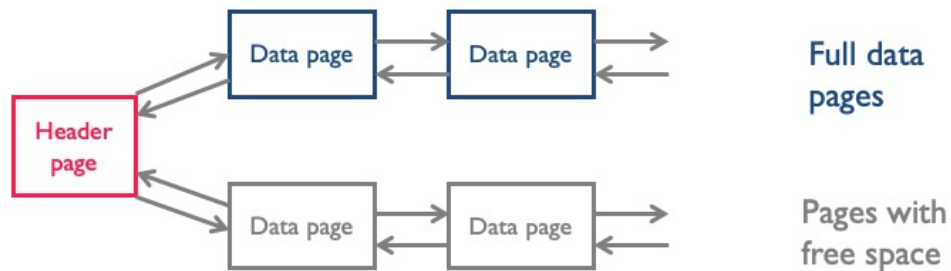 Data page
Data page
Full data
pages
Header
page
Data page
Data page
Pages with
free space